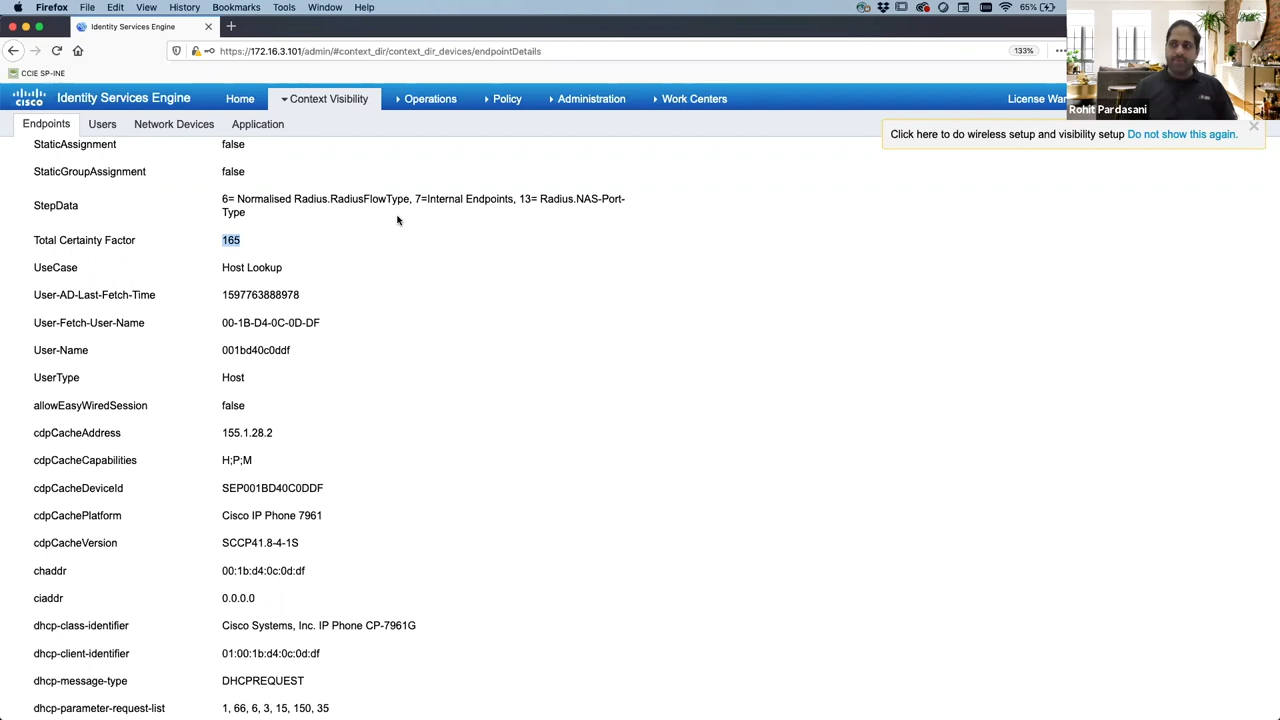 Firefox File Edit View History Bookmarks Tools Window Help 65%
Identity Services Engine
https://172.16.3.101/admin/#context_dir/context_dir_devices/endpointDetails 133%
CCIE SP-INE
Rohit Pardasani
CISCO Identity Services Engine Home Context Visibility Operations Policy Administration Work Centers License War
Endpoints Users Network Devices Application
Click here to do wireless setup and visibility setup Do not show this again.
StaticAssignment false
StaticGroupAssignment false
StepData 6= Normalised Radius.RadiusFlowType, 7=Internal Endpoints, 13= Radius.NAS-Port-
Type
Total Certainty Factor 165
UseCase Host Lookup
User-AD-Last-Fetch-Time 1597763888978
User-Fetch-User-Name 00-1B-D4-0C-0D-DF
User-Name 001bd40c0ddf
UserType Host
allowEasyWiredSession false
cdpCacheAddress 155.1.28.2
cdpCacheCapabilities H;P;M
cdpCacheDeviceId SEP001BD40C0DDF
cdpCachePlatform Cisco IP Phone 7961
cdpCacheVersion SCCP41.8-4-1S
chaddr 00:1b:d4:0c:0d:df
ciaddr 0.0.0.0
dhcp-class-identifier Cisco Systems, Inc. IP Phone CP-7961G
dhcp-client-identifier 01:00:1b:d4:0c:0d:df
dhcp-message-type DHCPREQUEST
dhcp-parameter-request-list 1, 66, 6, 3, 15, 150, 35